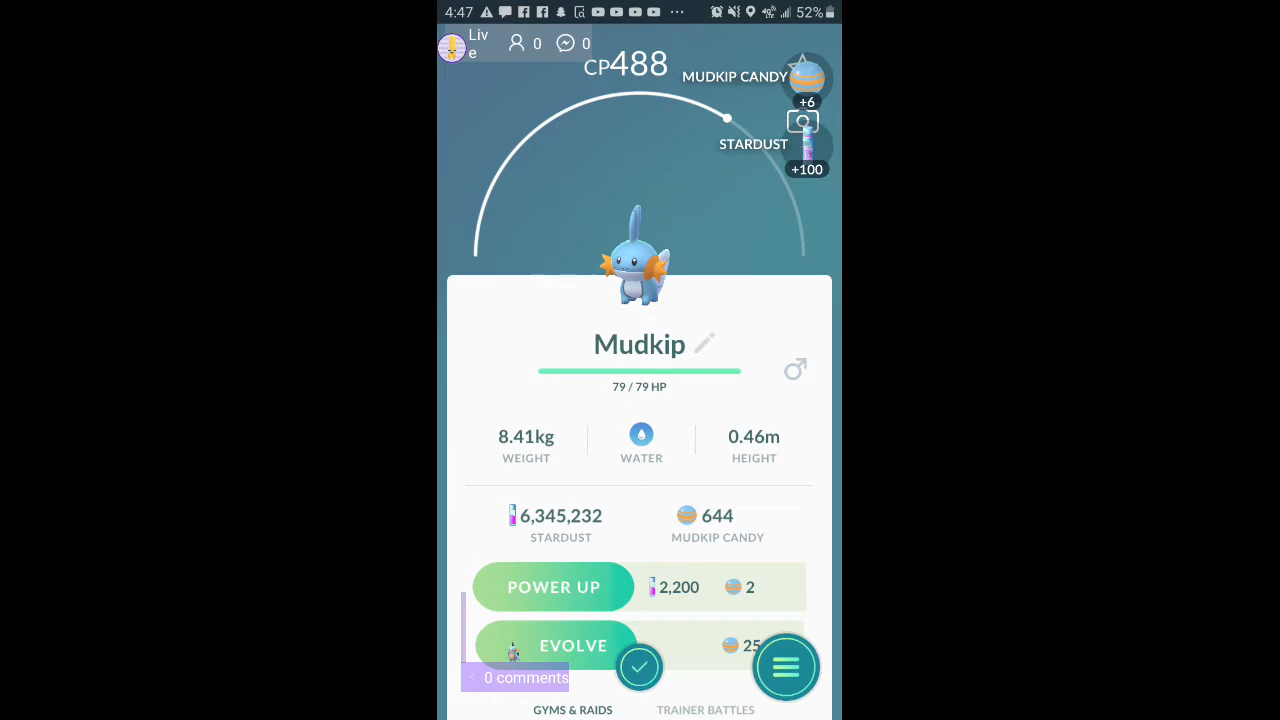 4:47
52%
Liv
e
0
0
CP488
MUDKIP CANDY
+6
STARDUST
+100
Mudkip
79 / 79 HP
8.41kg
WEIGHT
WATER
0.46m
HEIGHT
6,345,232
STARDUST
644
MUDKIP CANDY
POWER UP
2,200
2
EVOLVE
25
0 comments
GYMS & RAIDS
TRAINER BATTLES